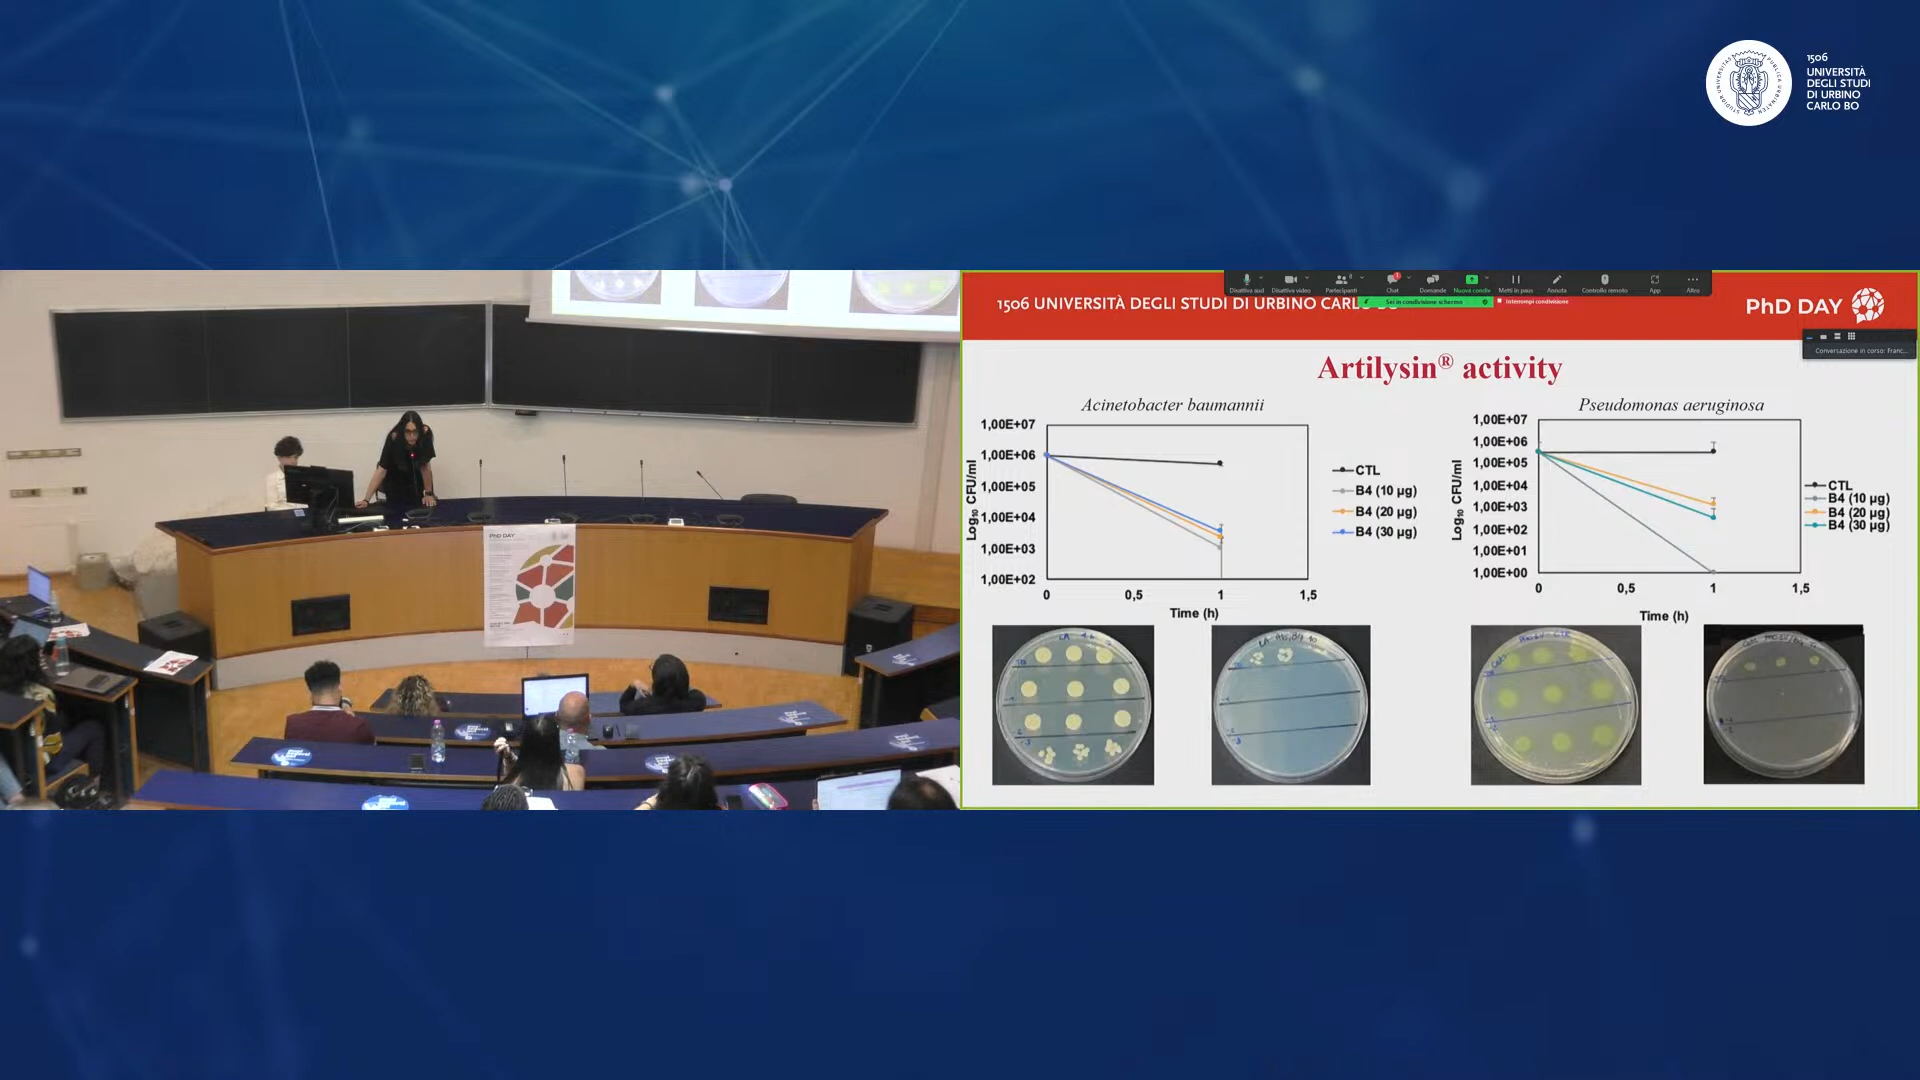 1506
UNIVERSITÀ
DEGLI STUDI
DI URBINO
CARLO BO
Disattiva aud
Disattiva video
Partecipanti
Chat
Domande
Nuova condiv
Metti in paus
Annota
Controllo remoto
App
Altro
Sei in condivisione schermo
Interrompi condivisione
1506 UNIVERSITÀ DEGLI STUDI DI URBINO CARL
PhD DAY
Conversazione in corso: Franc...
Artilysin® activity
Acinetobacter baumannii
Log₁₀ CFU/ml
1,00E+07
1,00E+06
1,00E+05
1,00E+04
1,00E+03
1,00E+02
0
0,5
1
1,5
Time (h)
CTL
B4 (10 µg)
B4 (20 µg)
B4 (30 µg)
Pseudomonas aeruginosa
Log₁₀ CFU/ml
1,00E+07
1,00E+06
1,00E+05
1,00E+04
1,00E+03
1,00E+02
1,00E+01
1,00E+00
0
0,5
1
1,5
Time (h)
CTL
B4 (10 µg)
B4 (20 µg)
B4 (30 µg)
PhD DAY